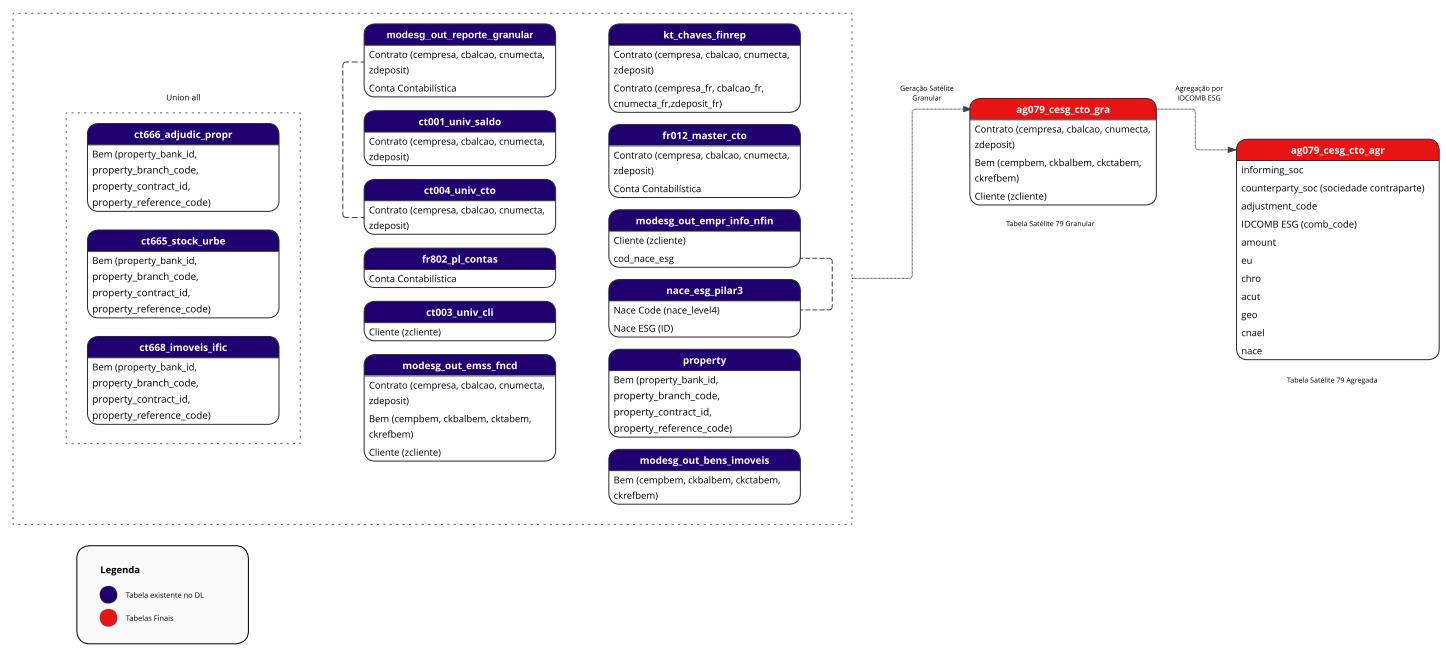 Union all
ct666_adjudic_propr
Bem (property_bank_id,
property_branch_code,
property_contract_id,
property_reference_code)
ct665_stock_urbe
Bem (property_bank_id,
property_branch_code,
property_contract_id,
property_reference_code)
ct668_imoveis_ific
Bem (property_bank_id,
property_branch_code,
property_contract_id,
property_reference_code)
modesg_out_reporte_granular
Contrato (cempresa, cbalcao, cnumecta,
zdeposit)
Conta Contabilística
ct001_univ_saldo
Contrato (cempresa, cbalcao, cnumecta,
zdeposit)
ct004_univ_cto
Contrato (cempresa, cbalcao, cnumecta,
zdeposit)
fr802_pl_contas
Conta Contabilística
ct003_univ_cli
Cliente (zcliente)
modesg_out_emss_fncd
Contrato (cempresa, cbalcao, cnumecta,
zdeposit)
Bem (cempbem, ckbalbem, cktabem,
ckrefbem)
Cliente (zcliente)
kt_chaves_finrep
Contrato (cempresa, cbalcao, cnumecta,
zdeposit)
Contrato (cempresa_fr, cbalcao_fr,
cnumecta_fr,zdeposit_fr)
fr012_master_cto
Contrato (cempresa, cbalcao, cnumecta,
zdeposit)
Conta Contabilística
modesg_out_empr_info_nfin
Cliente (zcliente)
cod_nace_esg
nace_esg_pilar3
Nace Code (nace_level4)
Nace ESG (ID)
property
Bem (property_bank_id,
property_branch_code,
property_contract_id,
property_reference_code)
modesg_out_bens_imoveis
Bem (cempbem, ckbalbem, ckctabem,
ckrefbem)
Geração Satélite
Granular
ag079_cesg_cto_gra
Contrato (cempresa, cbalcao, cnumecta,
zdeposit)
Bem (cempbem, ckbalbem, ckctabem,
ckrefbem)
Cliente (zcliente)
Tabela Satélite 79 Granular
Agregação por
IDCOMB ESG
ag079_cesg_cto_agr
informing_soc
counterparty_soc (sociedade contraparte)
adjustment_code
IDCOMB ESG (comb_code)
amount
eu
chro
acut
geo
cnael
nace
Tabela Satélite 79 Agregada
Legenda
Tabela existente no DL
Tabelas Finais